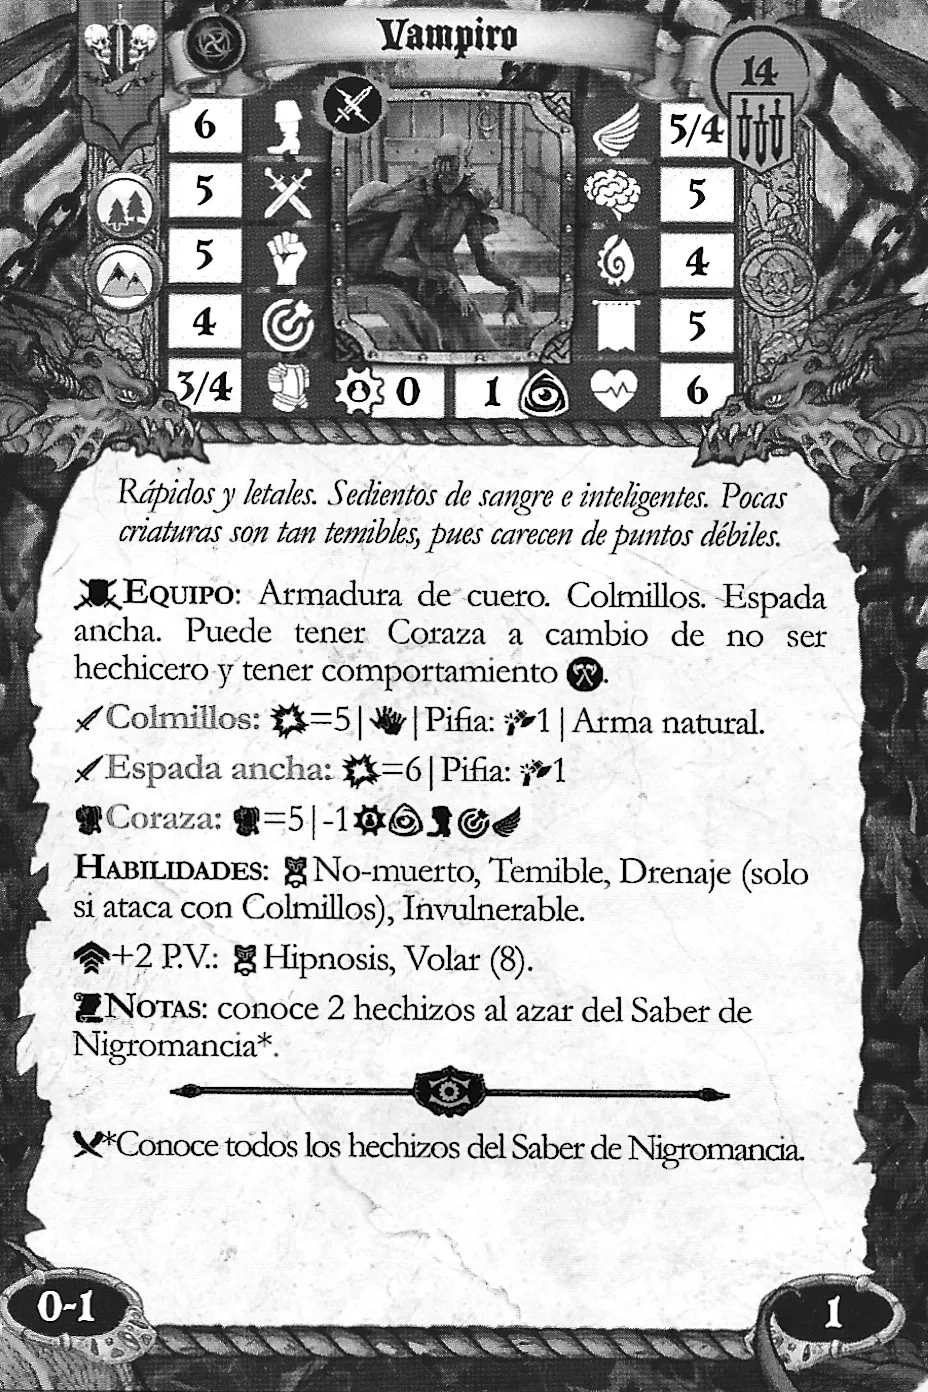 Vampiro
14
6
5/4
5
5
5
4
4
5
3/4
0
1
6
Rápidos y letales. Sedientos de sangre e inteligentes. Pocas
criaturas son tan temibles, pues carecen de puntos débiles.
EQUIPO: Armadura de cuero. Colmillos. Espada
ancha. Puede tener Coraza a cambio de no ser
hechicero y tener comportamiento .
Colmillos: =5| | Pifia: 1 | Arma natural.
Espada ancha: =6 | Pifia: 1
Coraza: =5 | -1
HABILIDADES: No-muerto, Temible, Drenaje (solo
si ataca con Colmillos), Invulnerable.
+2 P.V.: Hipnosis, Volar (8).
NOTAS: conoce 2 hechizos al azar del Saber de
Nigromancia*.
*Conoce todos los hechizos del Saber de Nigromancia.
0-1
1